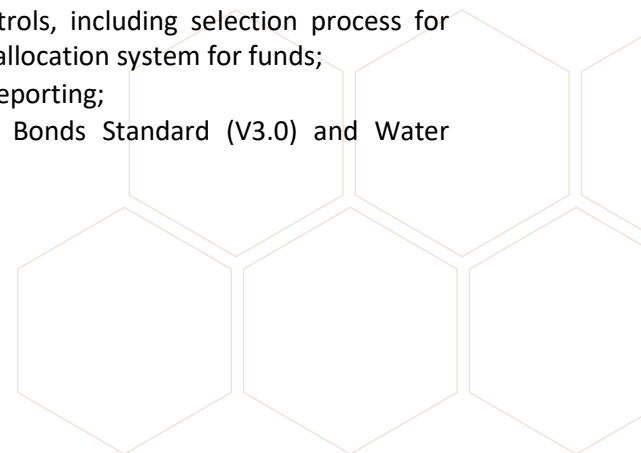 trols, including selection process for
allocation system for funds;
eporting;
Bonds Standard (V3.0) and Water